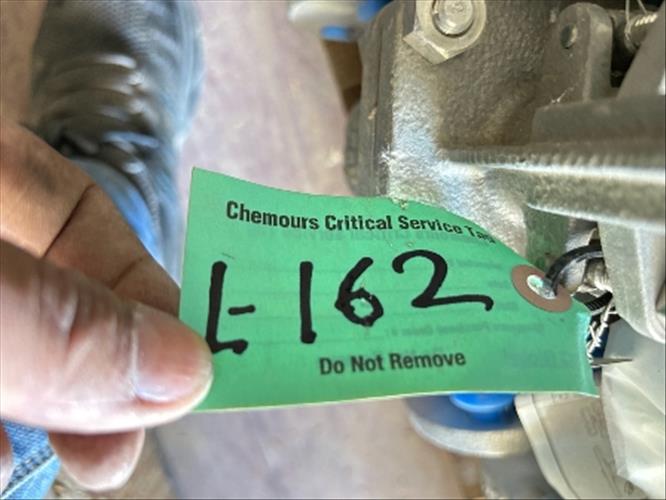 Chemours Critical Service Tag
L-162
Do Not Remove